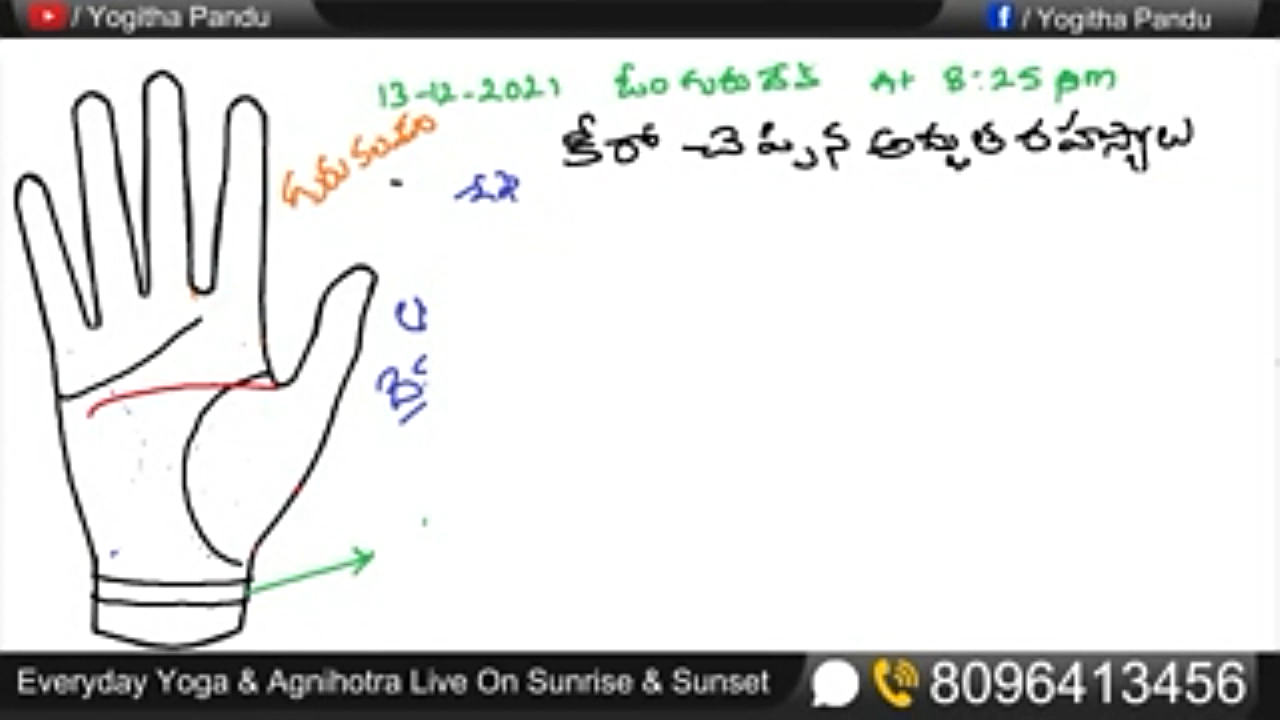 / Yogitha Pandu
/ Yogitha Pandu
13-12-2021 ఓం గురుదేవ At 8:25 pm
కీరో చెప్పన అద్భుత రహస్యాలు
Everyday Yoga & Agnihotra Live On Sunrise & Sunset
8096413456